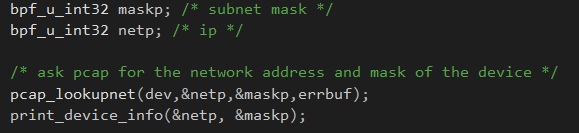 bpf_u_int32 maskp; /* subnet mask */
bpf_u_int32 netp; /* ip */
/* ask pcap for the network address and mask of the device */
pcap_lookupnet(dev,&netp,&maskp,errbuf);
print_device_info(&netp, &maskp);